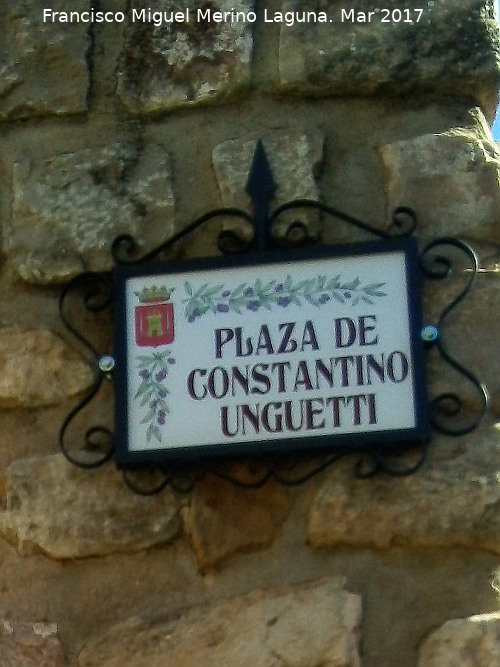 Francisco Miguel Merino Laguna. Mar 2017
PLAZA DE
CONSTANTINO
UNGUETTI